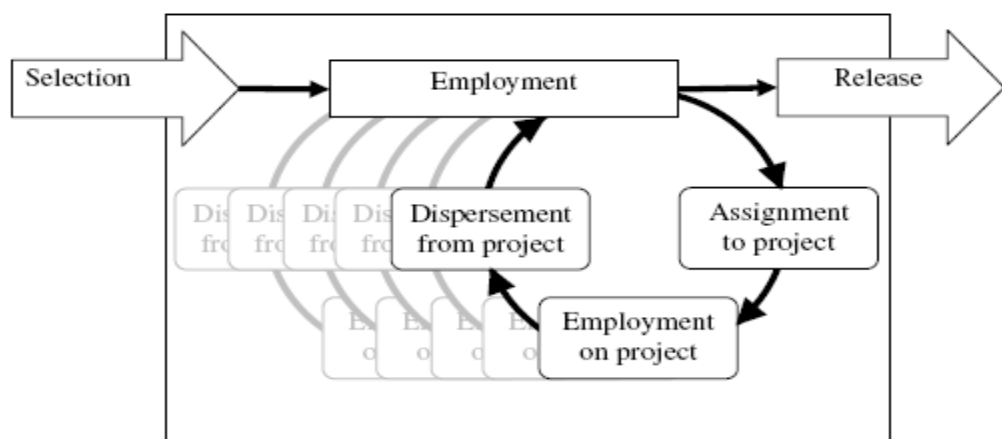 Selection
Employment
Release
Dispersement
from project
Assignment
to project
Employment
on project